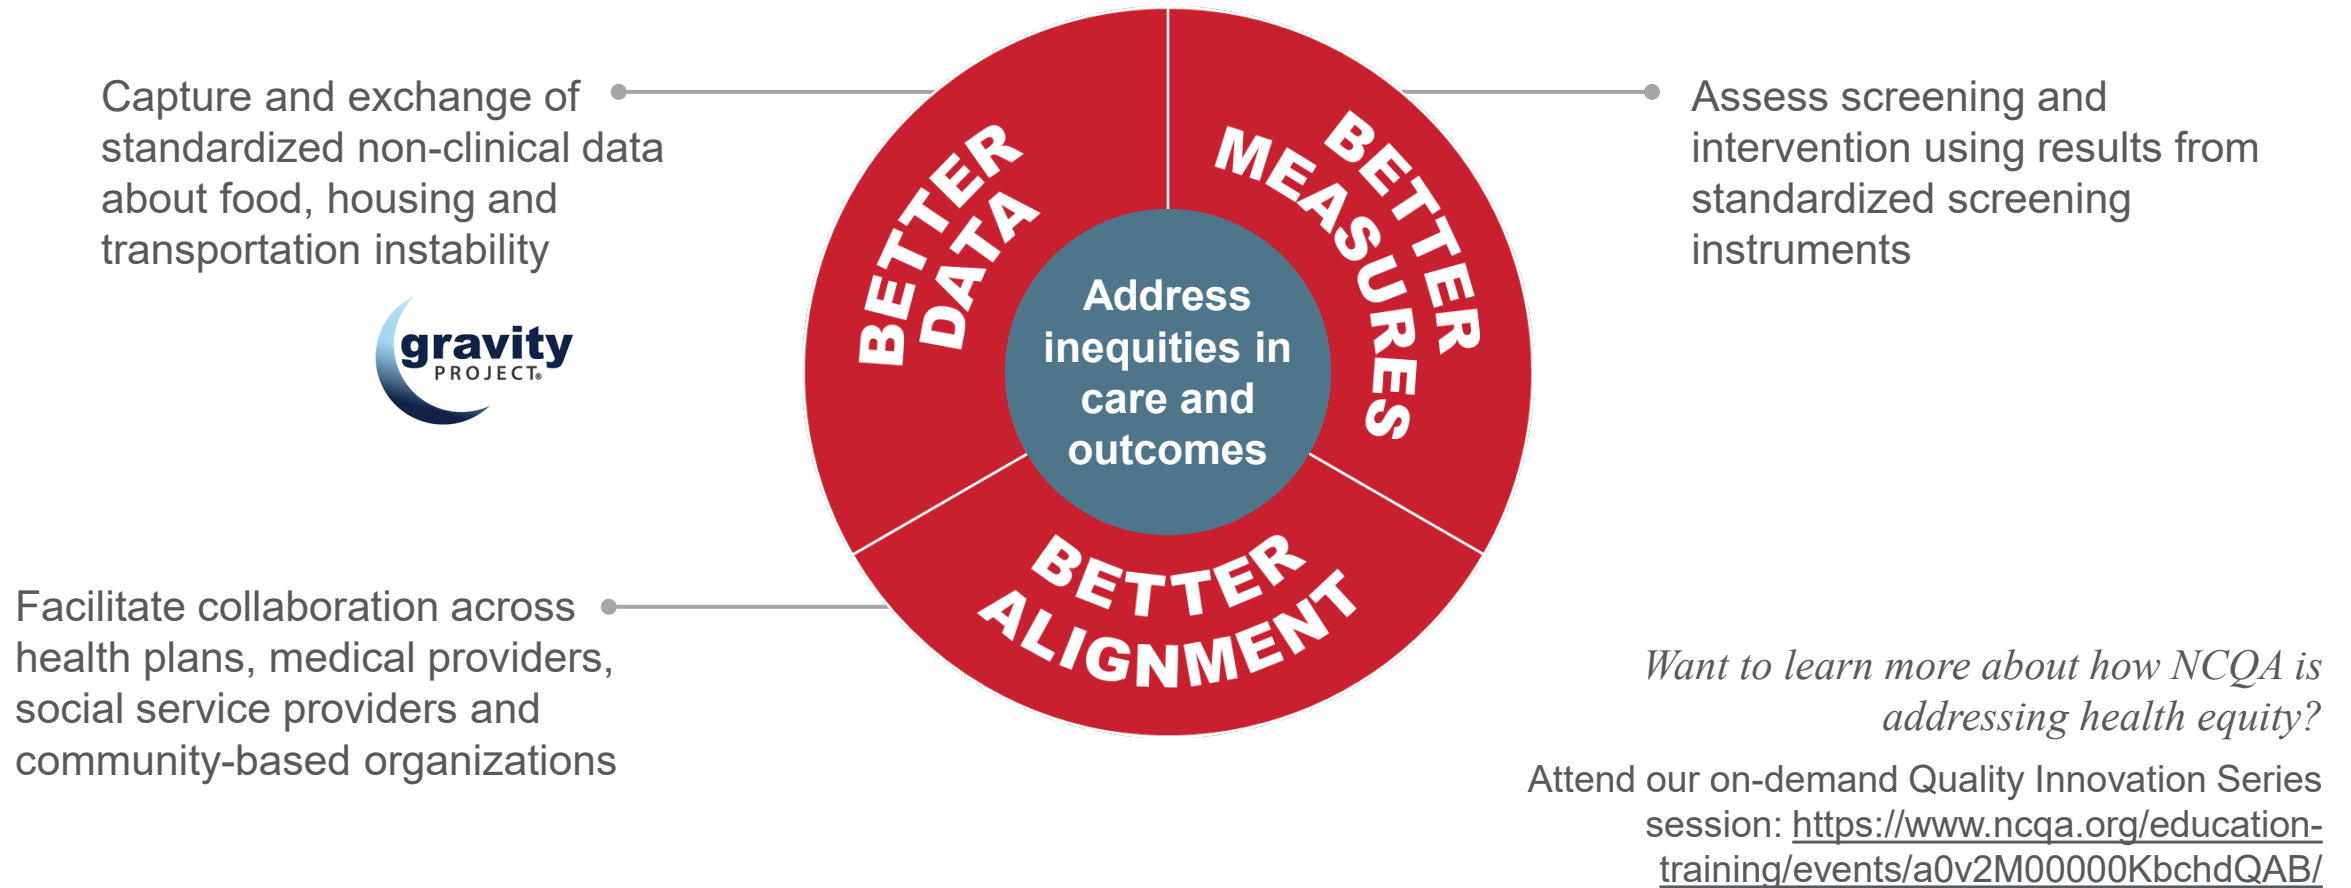 Capture and exchange of
standardized non-clinical data
about food, housing and
transportation instability
gravity
PROJECT®
Facilitate collaboration across
health plans, medical providers,
social service providers and
community-based organizations
BETTER
DATA
BETTER
MEASURES
BETTER
ALIGNMENT
Address
inequities in
care and
outcomes
Assess screening and
intervention using results from
standardized screening
instruments
Want to learn more about how NCQA is
addressing health equity?
Attend our on-demand Quality Innovation Series
session: https://www.ncqa.org/education-
training/events/a0v2M00000KbchdQAB/